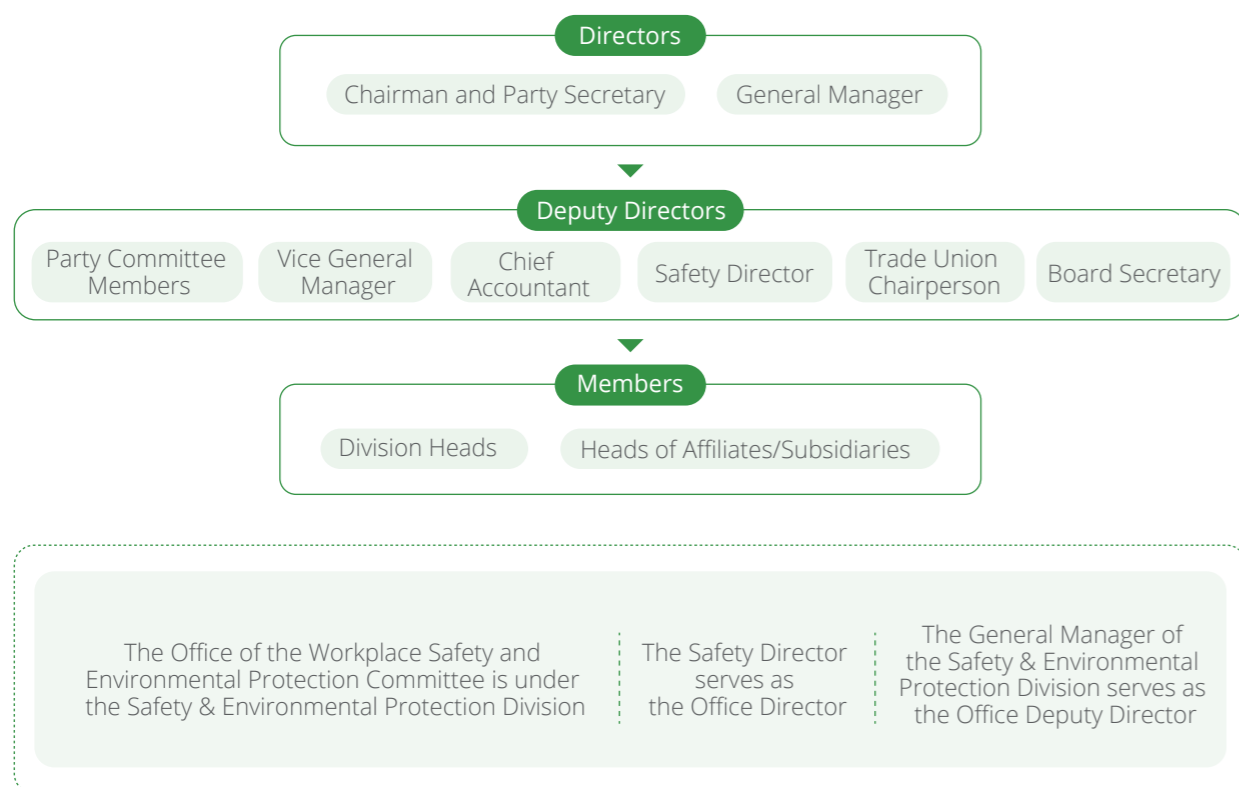 Directors
Chairman and Party Secretary
General Manager
Deputy Directors
Party Committee
Members
Vice General
Manager
Chief
Accountant
Safety Director
Trade Union
Chairperson
Board Secretary
Members
Division Heads
Heads of Affiliates/Subsidiaries
The Office of the Workplace Safety and
Environmental Protection Committee is under
the Safety & Environmental Protection Division
The Safety Director
serves as
the Office Director
The General Manager of
the Safety & Environmental
Protection Division serves as
the Office Deputy Director